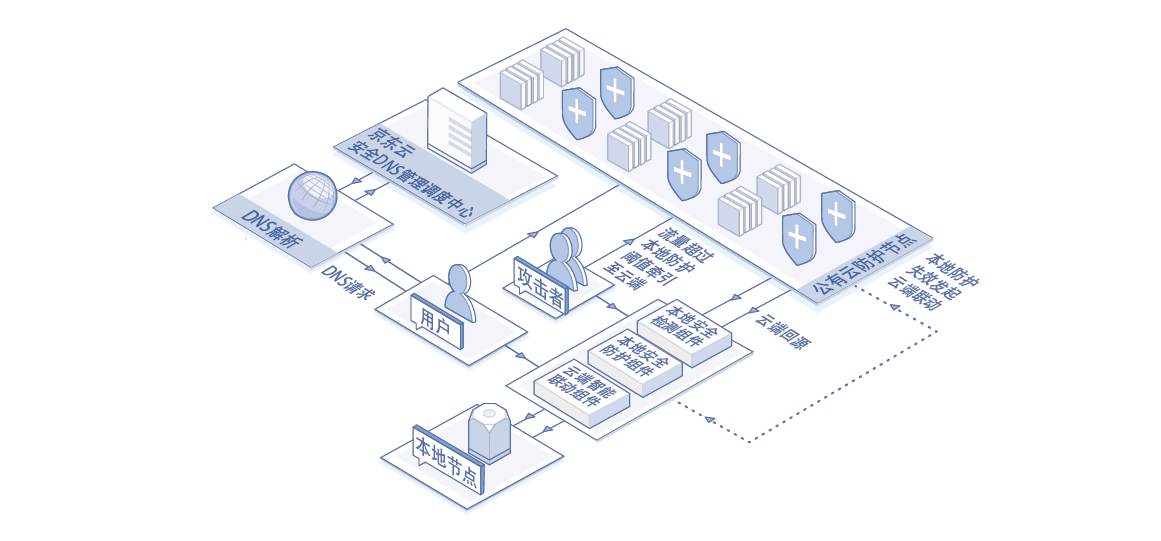 京东云
安全DNS管理调度中心
DNS解析
DNS请求
用户
攻击者
流量超过
本地防护
阈值牵引
至云端
公有云防护节点
本地防护
失效发起
云端联动
云端回源
本地安全
检测组件
本地安全
防护组件
云端智能
联动组件
本地节点